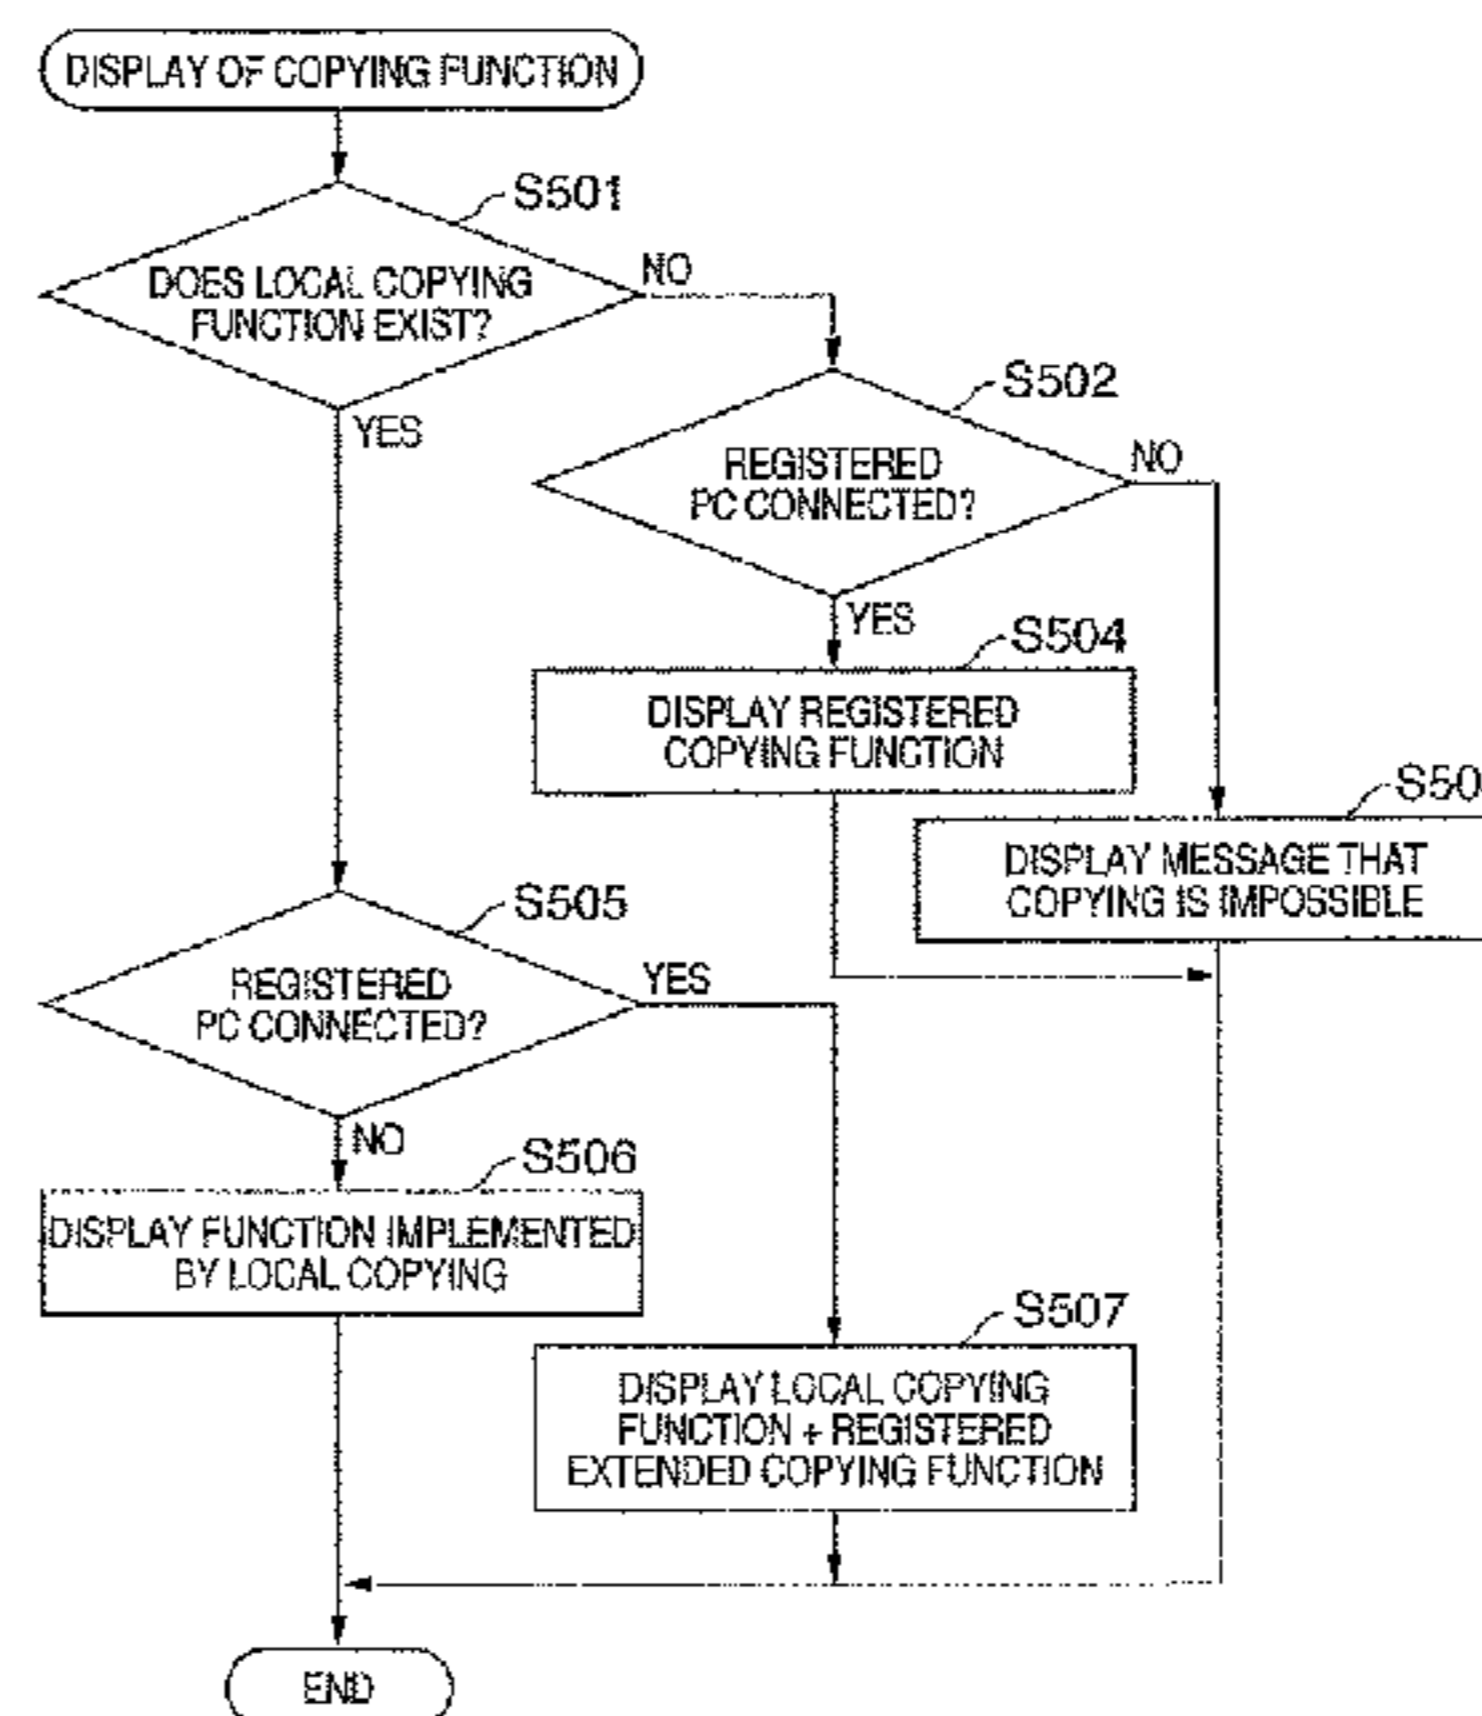 DISPLAY OF COPYING FUNCTION
S501
DOES LOCAL COPYING
FUNCTION EXIST?
NO
YES
S502
REGISTERED
PC CONNECTED?
NO
YES
S504
DISPLAY REGISTERED
COPYING FUNCTION
S50
DISPLAY MESSAGE THAT
COPYING IS IMPOSSIBLE
S505
REGISTERED
PC CONNECTED?
YES
NO
S506
DISPLAY FUNCTION IMPLEMENTED
BY LOCAL COPYING
S507
DISPLAY LOCAL COPYING
FUNCTION + REGISTERED
EXTENDED COPYING FUNCTION
END